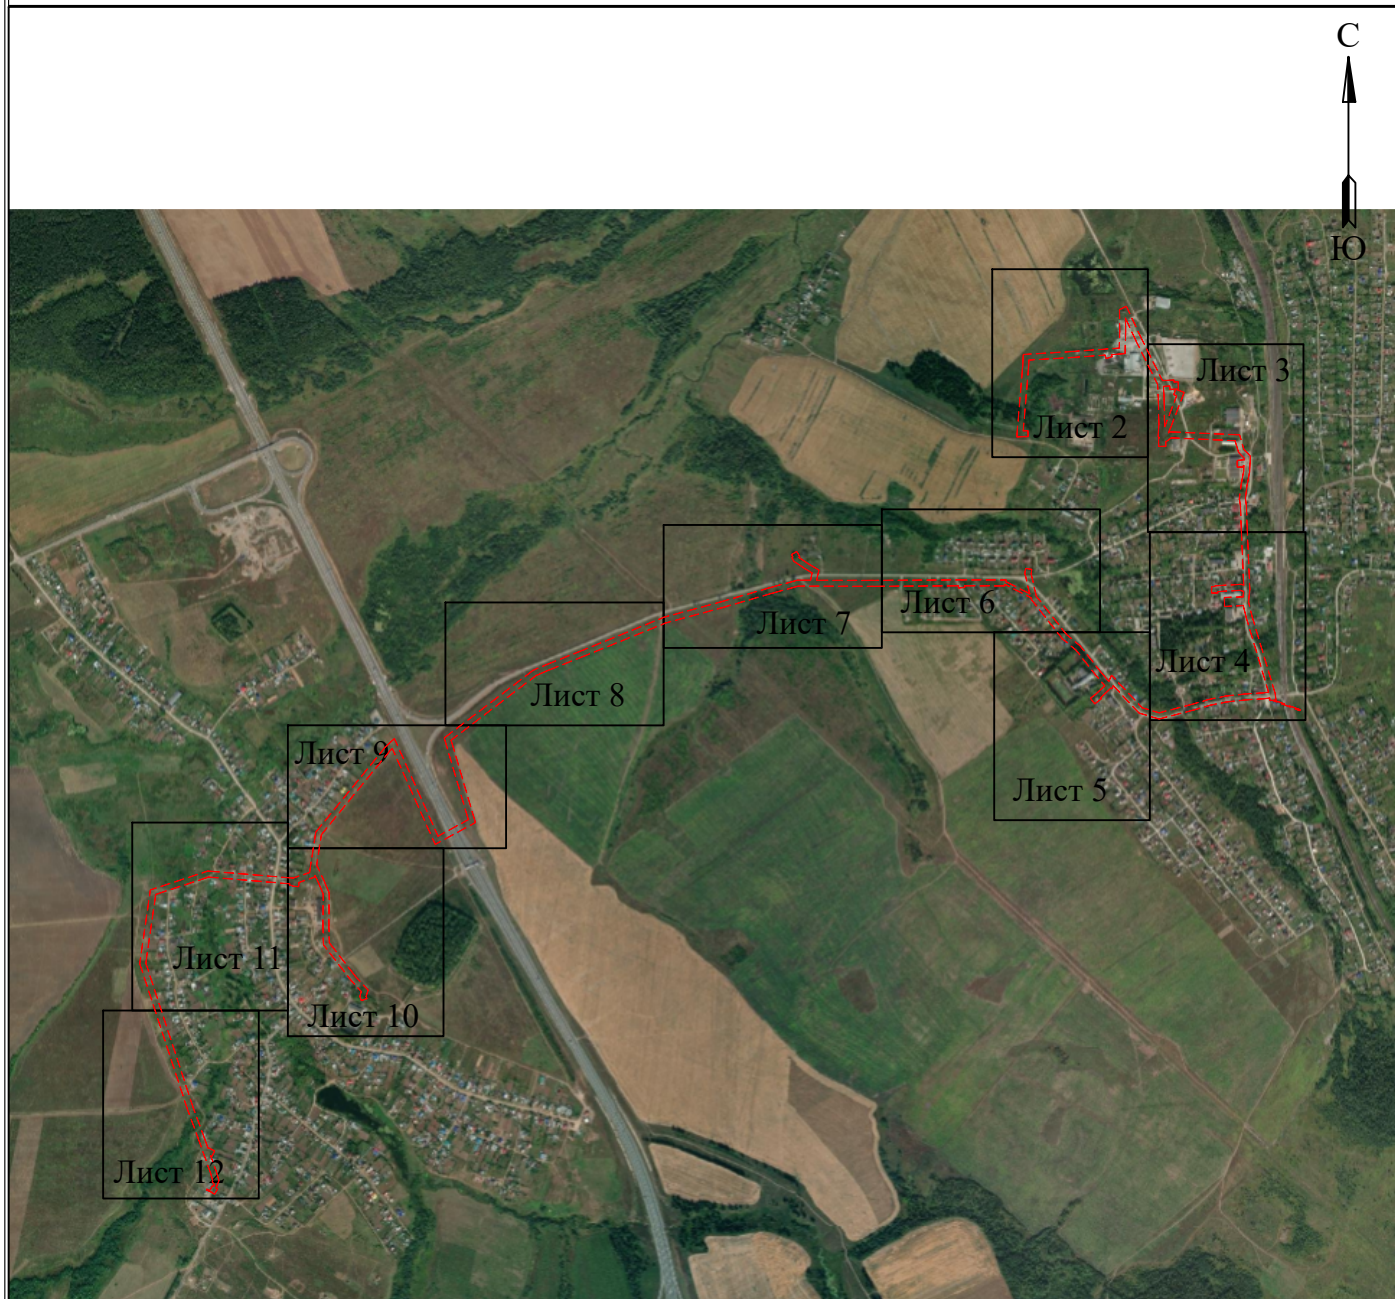 С
Ю
Лист 3
Лист 2
Лист 6
Лист 7
Лист 4
Лист 8
Лист 9
Лист 5
Лист 11
Лист 10
Лист 12